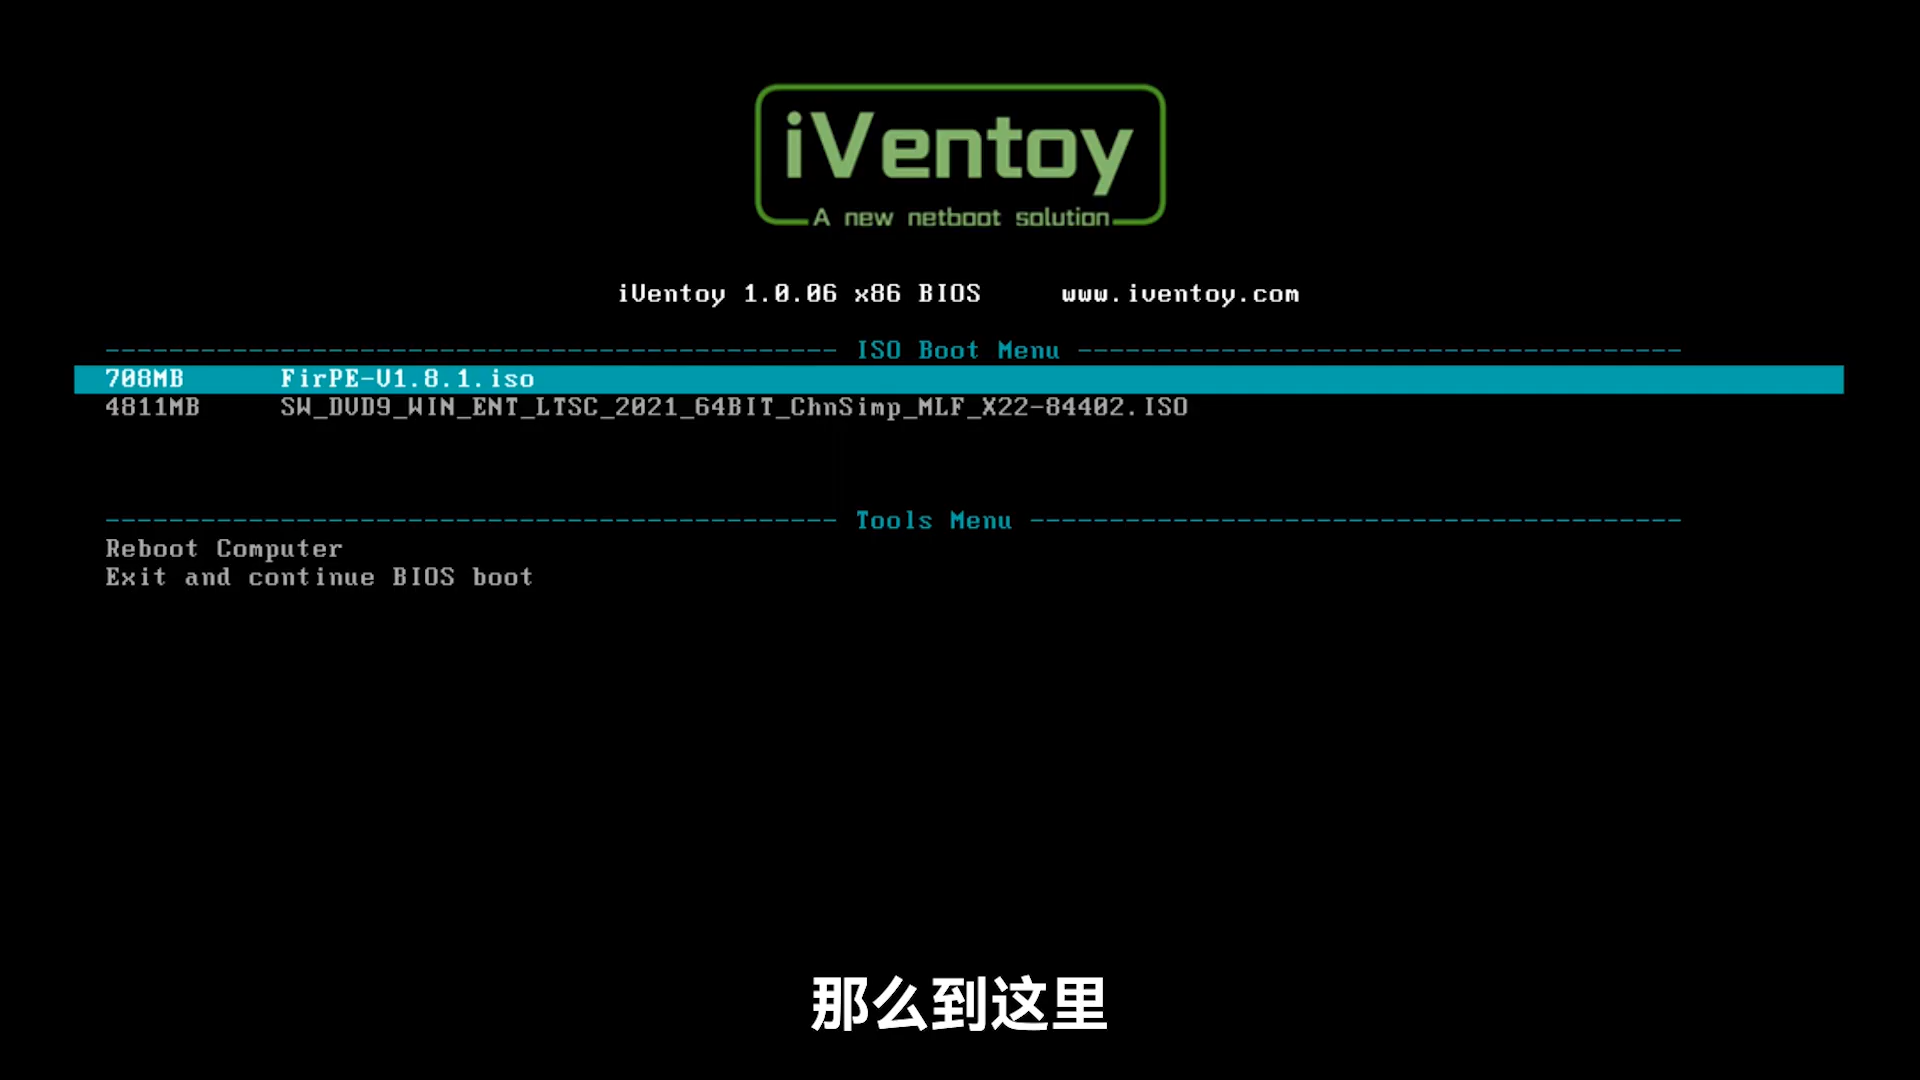 iVentoy
A new netboot solution
iVentoy 1.0.06 x86 BIOS www.iventoy.com
ISO Boot Menu
708MB FirPE-V1.8.1.iso
4811MB SW_DVD9_WIN_ENT_LTSC_2021_64BIT_ChnSimp_MLF_X22-84402.ISO
Tools Menu
Reboot Computer
Exit and continue BIOS boot
那么到这里